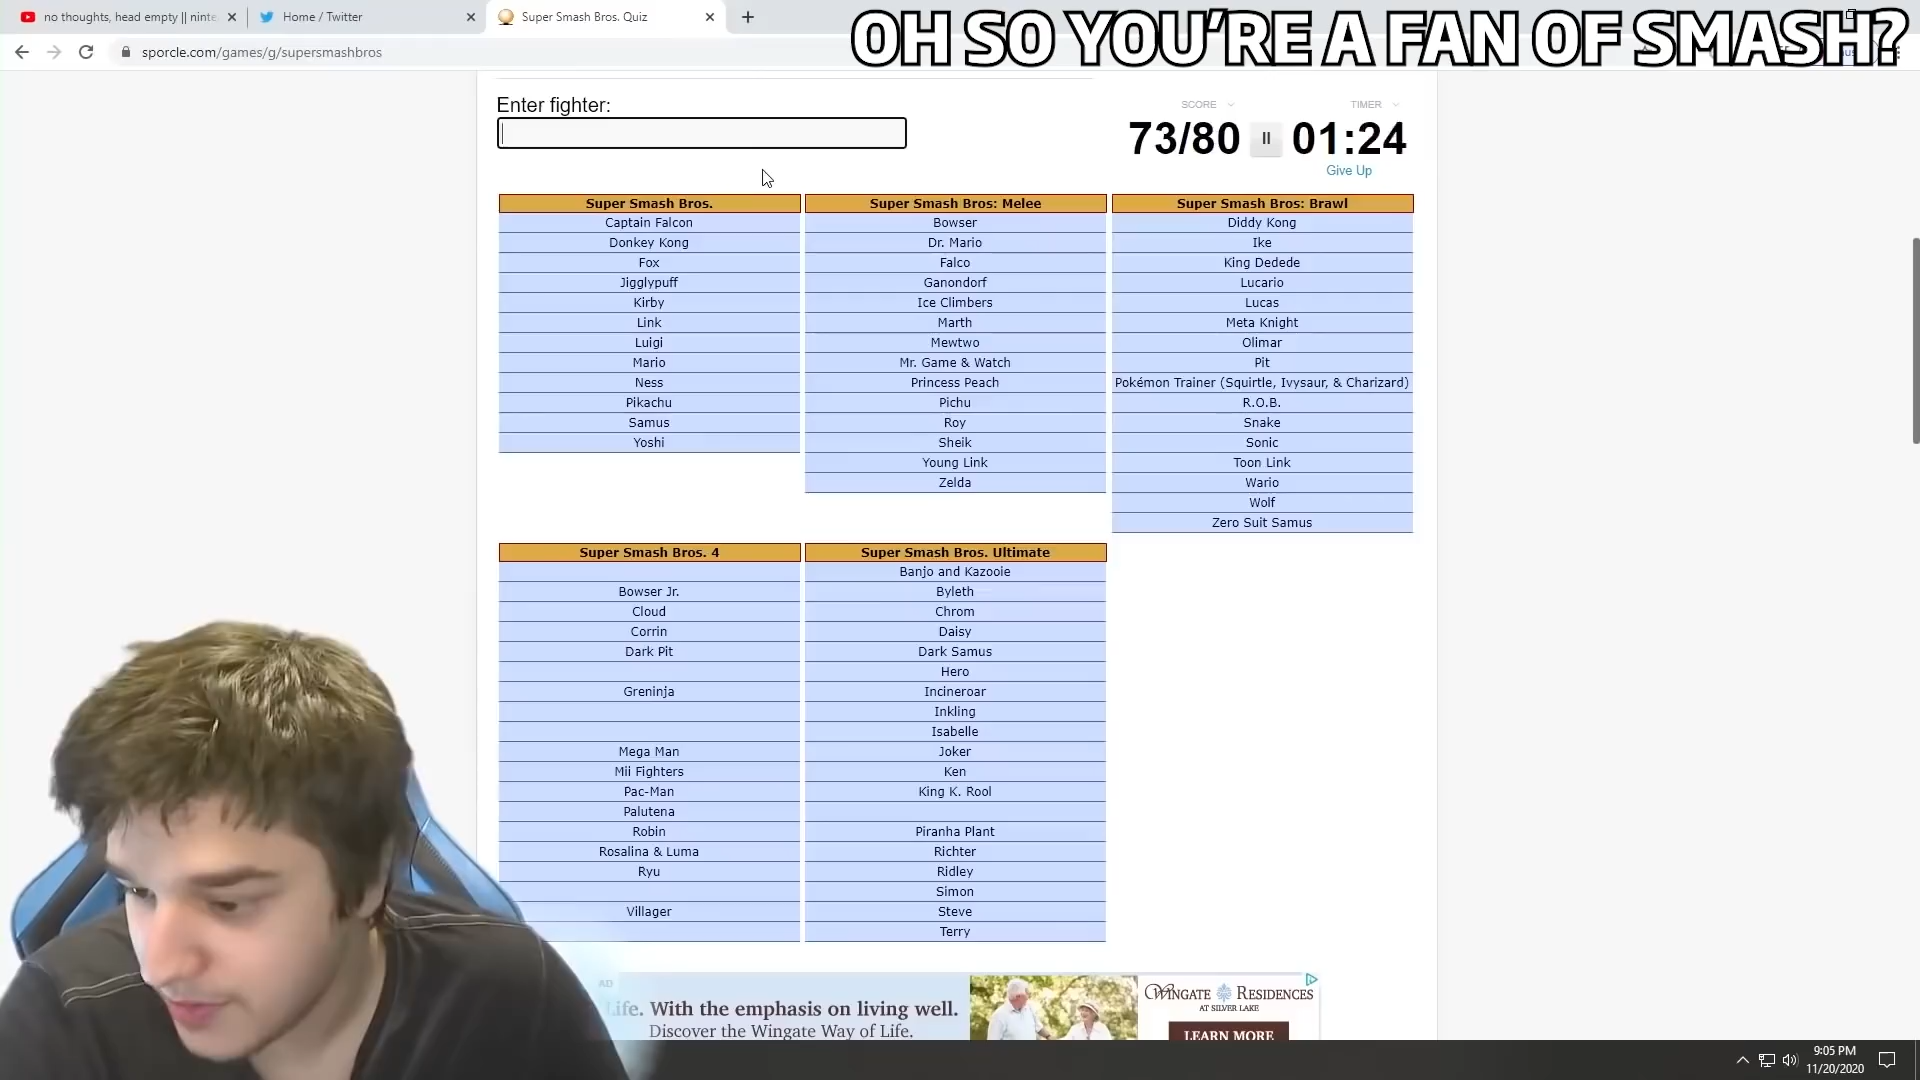 no thoughts, head empty || ninte
Home / Twitter
Super Smash Bros. Quiz
OH SO YOU'RE A FAN OF SMASH?
sporcle.com/games/g/supersmashbros
Enter fighter:
SCORE
TIMER
73/80
01:24
Give Up
Super Smash Bros.
Captain Falcon
Donkey Kong
Fox
Jigglypuff
Kirby
Link
Luigi
Mario
Ness
Pikachu
Samus
Yoshi
Super Smash Bros: Melee
Bowser
Dr. Mario
Falco
Ganondorf
Ice Climbers
Marth
Mewtwo
Mr. Game & Watch
Princess Peach
Pichu
Roy
Sheik
Young Link
Zelda
Super Smash Bros: Brawl
Diddy Kong
Ike
King Dedede
Lucario
Lucas
Meta Knight
Olimar
Pit
Pokémon Trainer (Squirtle, Ivysaur, & Charizard)
R.O.B.
Snake
Sonic
Toon Link
Wario
Wolf
Zero Suit Samus
Super Smash Bros. 4
Bowser Jr.
Cloud
Corrin
Dark Pit
Greninja
Mega Man
Mii Fighters
Pac-Man
Palutena
Robin
Rosalina & Luma
Ryu
Villager
Super Smash Bros. Ultimate
Banjo and Kazooie
Byleth
Chrom
Daisy
Dark Samus
Hero
Incineroar
Inkling
Isabelle
Joker
Ken
King K. Rool
Piranha Plant
Richter
Ridley
Simon
Steve
Terry
AD
life. With the emphasis on living well.
Discover the Wingate Way of Life.
WINGATE RESIDENCES
AT SILVER LAKE
LEARN MORE
9:05 PM
11/20/2020